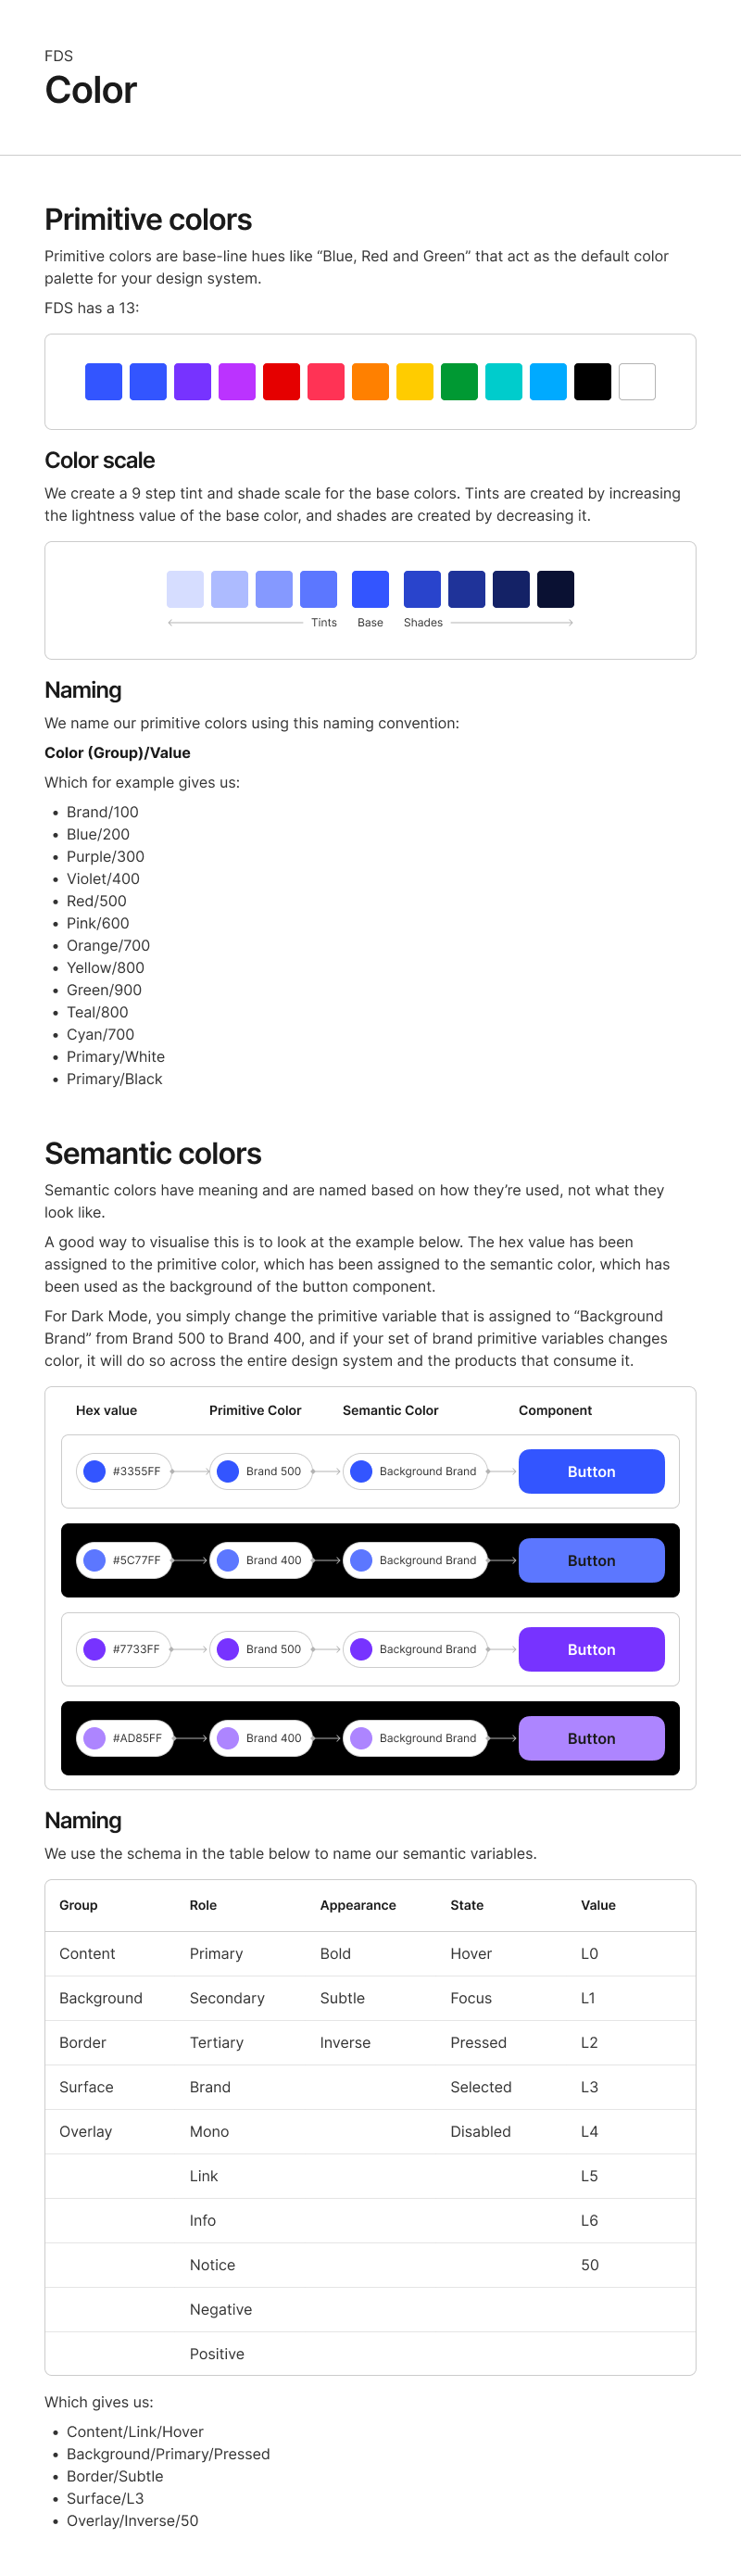 FDS
Color
Primitive colors
Primitive colors are base-line hues like “Blue, Red and Green” that act as the default color
palette for your design system.
FDS has a 13:
Color scale
We create a 9 step tint and shade scale for the base colors. Tints are created by increasing
the lightness value of the base color, and shades are created by decreasing it.
Tints Base Shades
Naming
We name our primitive colors using this naming convention:
Color (Group)/Value
Which for example gives us:
• Brand/100
• Blue/200
• Purple/300
• Violet/400
• Red/500
• Pink/600
• Orange/700
• Yellow/800
• Green/900
• Teal/800
• Cyan/700
• Primary/White
• Primary/Black
Semantic colors
Semantic colors have meaning and are named based on how they’re used, not what they
look like.
A good way to visualise this is to look at the example below. The hex value has been
assigned to the primitive color, which has been assigned to the semantic color, which has
been used as the background of the button component.
For Dark Mode, you simply change the primitive variable that is assigned to “Background
Brand” from Brand 500 to Brand 400, and if your set of brand primitive variables changes
color, it will do so across the entire design system and the products that consume it.
Hex value Primitive Color Semantic Color Component
#3355FF Brand 500 Background Brand Button
#5C77FF Brand 400 Background Brand Button
#7733FF Brand 500 Background Brand Button
#AD85FF Brand 400 Background Brand Button
Naming
We use the schema in the table below to name our semantic variables.
Group Role Appearance State Value
Content Primary Bold Hover L0
Background Secondary Subtle Focus L1
Border Tertiary Inverse Pressed L2
Surface Brand Selected L3
Overlay Mono Disabled L4
Link L5
Info L6
Notice 50
Negative
Positive
Which gives us:
• Content/Link/Hover
• Background/Primary/Pressed
• Border/Subtle
• Surface/L3
• Overlay/Inverse/50